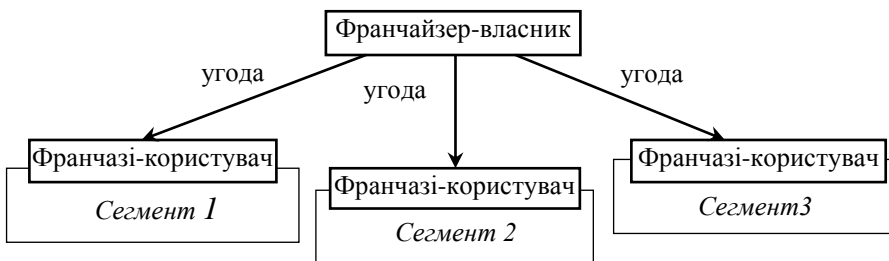 Франчайзер-власник
угода
угода
угода
Франчазі-користувач
Франчазі-користувач
Франчазі-користувач
Сегмент 1
Сегмент 2
Сегмент3